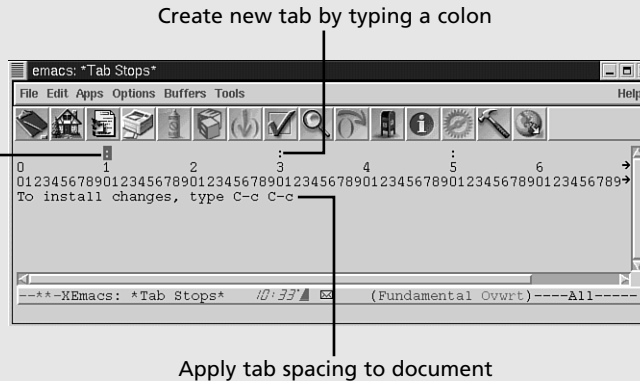 Create new tab by typing a colon
emacs: *Tab Stops*
File Edit Apps Options Buffers Tools Help
: : :
0 1 2 3 4 5 6
0123456789012345678901234567890123456789012345678901234567890123456789
To install changes, type C-c C-c
--**-XEmacs: *Tab Stops* 10:33 (Fundamental Ovwrt)----All-----
Apply tab spacing to document